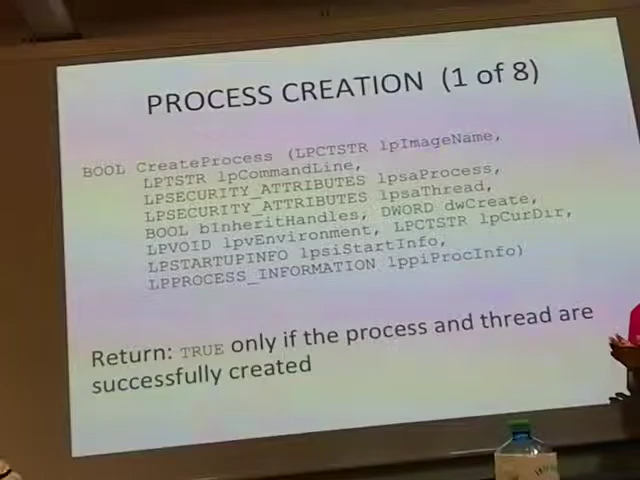 PROCESS CREATION (1 of 8)
BOOL CreateProcess (LPCTSTR lpImageName,
LPTSTR lpCommandLine,
LPSECURITY_ATTRIBUTES lpsaProcess,
LPSECURITY_ATTRIBUTES lpsaThread,
BOOL bInheritHandles, DWORD dwCreate,
LPVOID lpvEnvironment, LPCTSTR lpCurDir,
LPSTARTUPINFO lpsiStartInfo,
LPPROCESS_INFORMATION lppiProcInfo)
Return: TRUE only if the process and thread are
successfully created